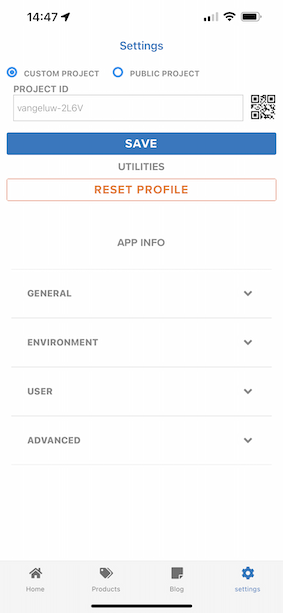 14:47
Settings
CUSTOM PROJECT PUBLIC PROJECT
PROJECT ID
vangeluw-2L6V
SAVE
UTILITIES
RESET PROFILE
APP INFO
GENERAL
ENVIRONMENT
USER
ADVANCED
Home Products Blog settings